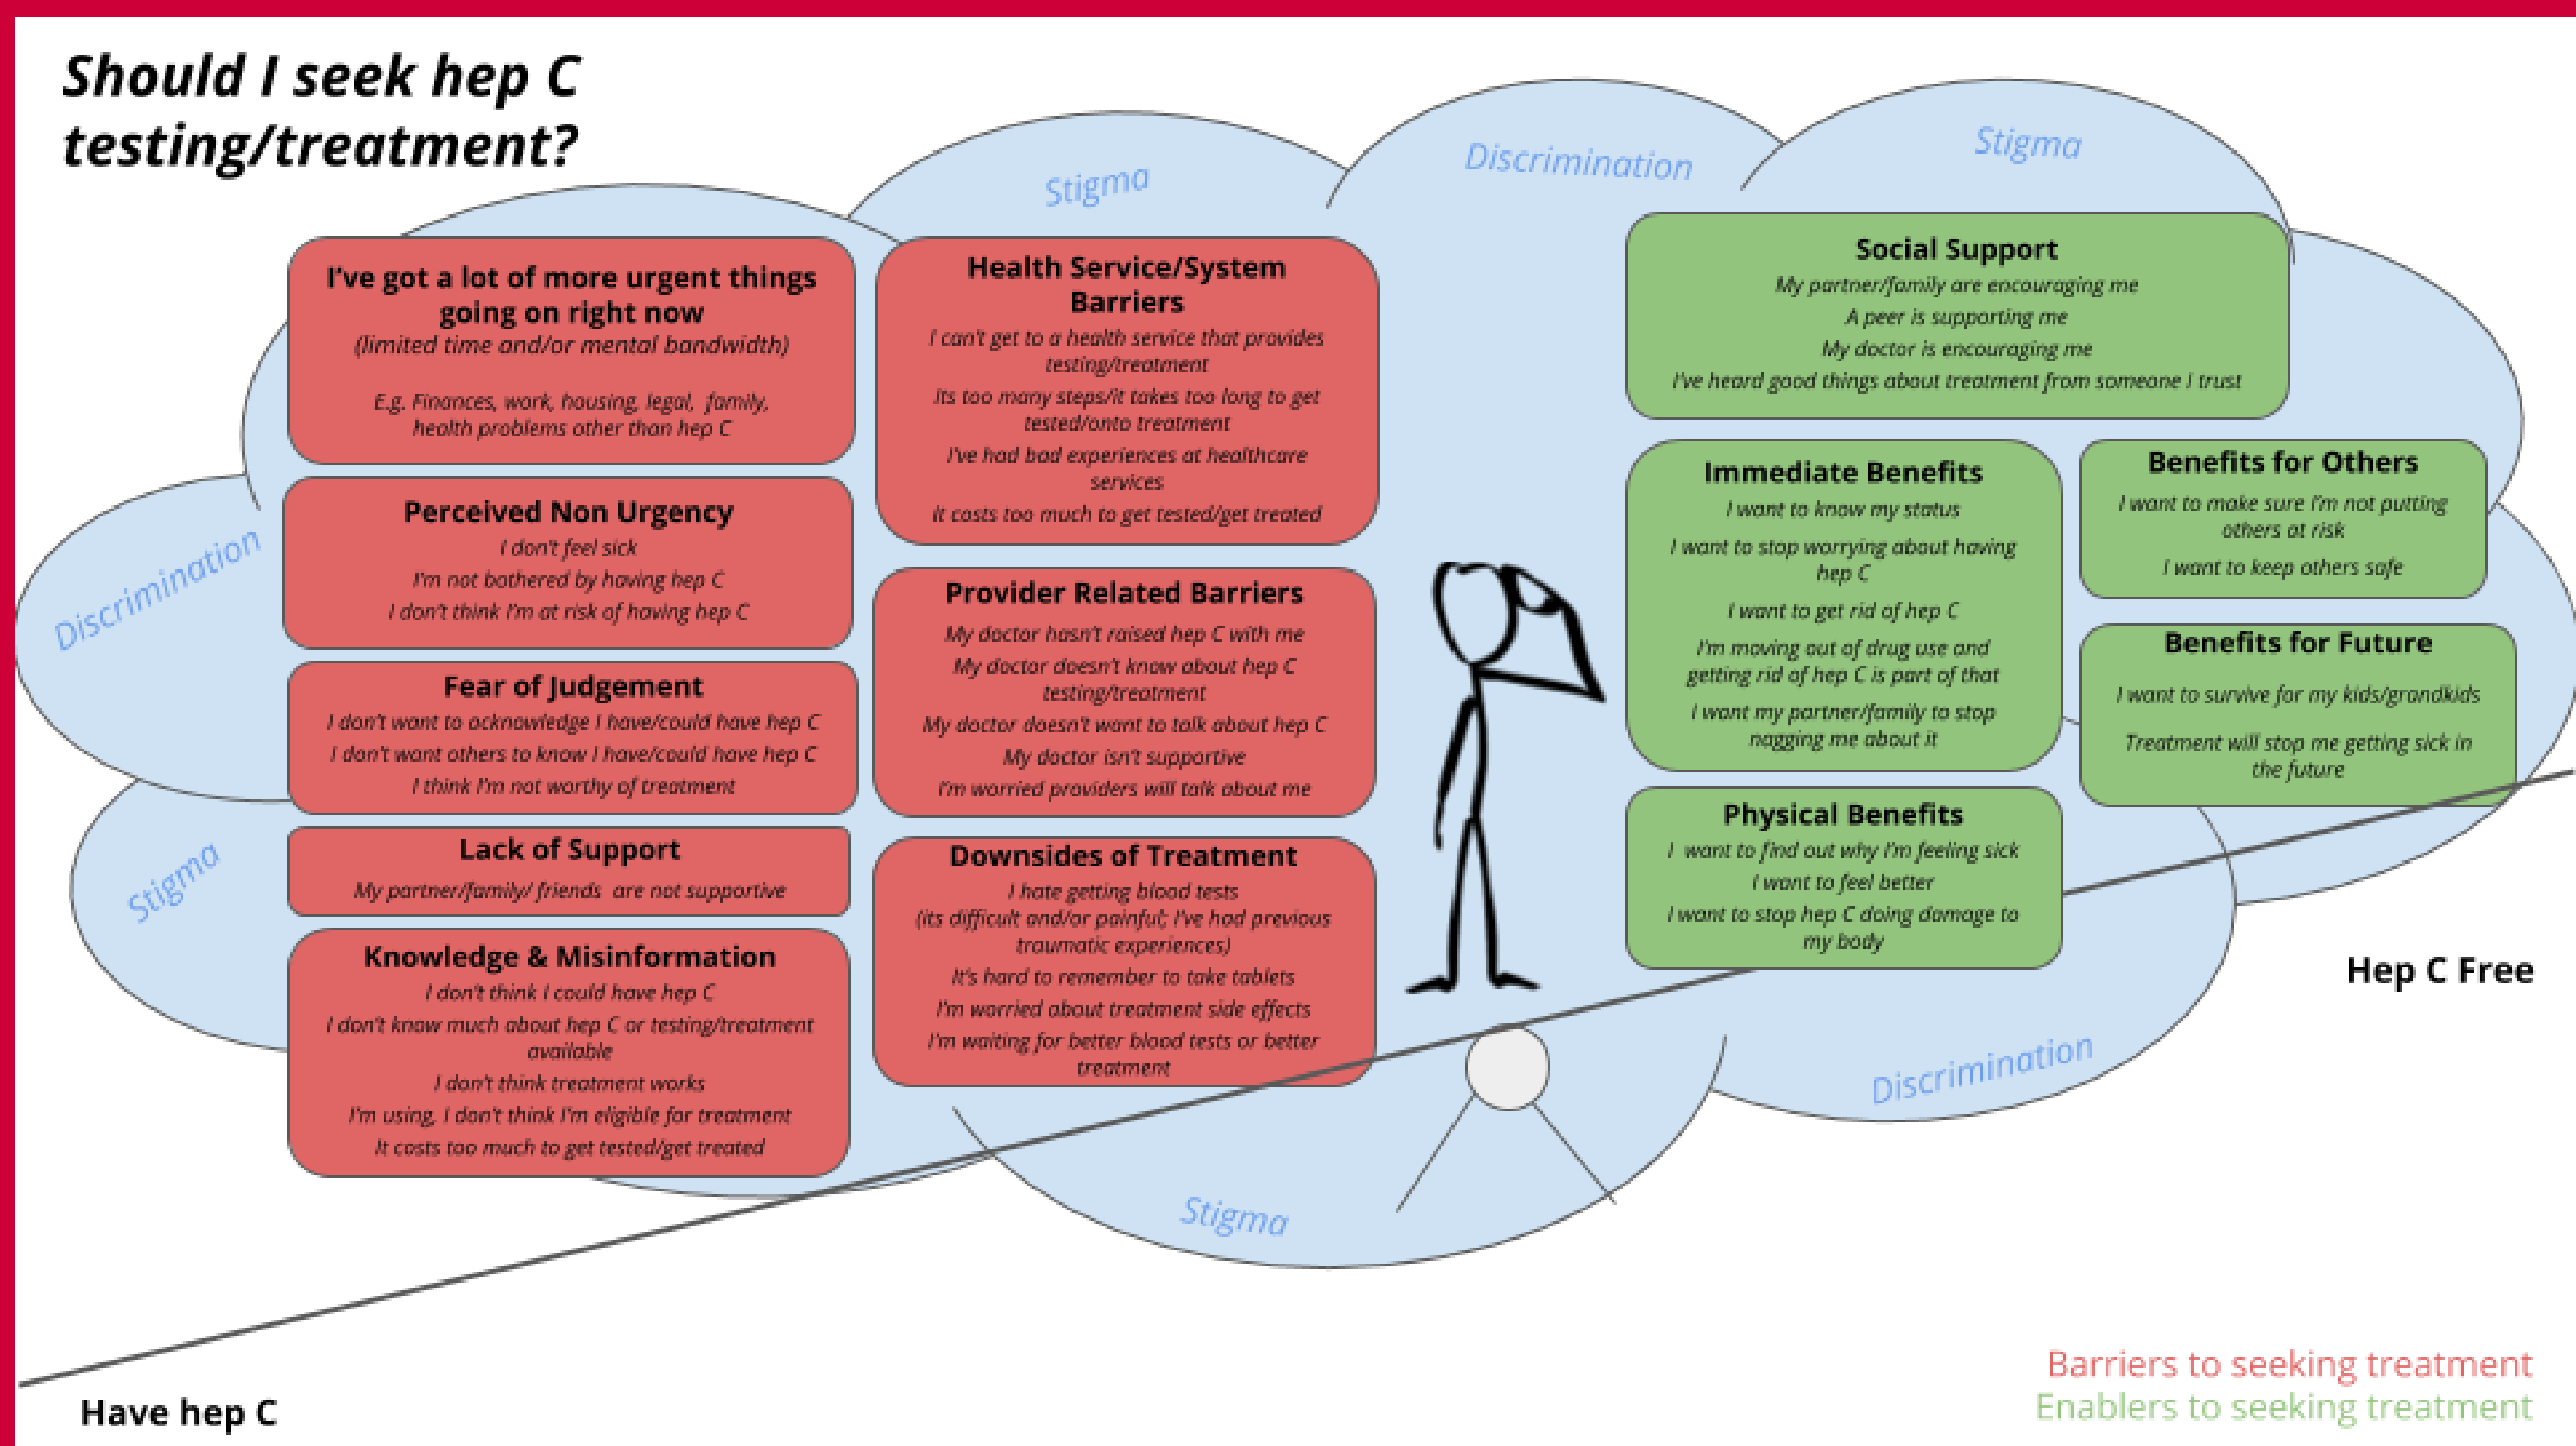 Should I seek hep C
testing/treatment?
Stigma
Discrimination
Stigma
Discrimination
Stigma
I've got a lot of more urgent things
going on right now
(limited time and/or mental bandwidth)
E.g. Finances, work, housing, legal, family,
health problems other than hep C
Perceived Non Urgency
I don't feel sick
I'm not bothered by having hep C
I don't think I'm at risk of having hep C
Fear of Judgement
I don't want to acknowledge I have/could have hep C
I don't want others to know I have/could have hep C
I think I'm not worthy of treatment
Lack of Support
My partner/family/ friends are not supportive
Knowledge & Misinformation
I don't think I could have hep C
I don't know much about hep C or testing/treatment
available
I don't think treatment works
I'm using, I don't think I'm eligible for treatment
It costs too much to get tested/get treated
Health Service/System
Barriers
I can't get to a health service that provides
testing/treatment
Its too many steps/it takes too long to get
tested/onto treatment
I've had bad experiences at healthcare
services
It costs too much to get tested/get treated
Provider Related Barriers
My doctor hasn't raised hep C with me
My doctor doesn't know about hep C
testing/treatment
My doctor doesn't want to talk about hep C
My doctor isn't supportive
I'm worried providers will talk about me
Downsides of Treatment
I hate getting blood tests
(its difficult and/or painful; I've had previous
traumatic experiences)
It's hard to remember to take tablets
I'm worried about treatment side effects
I'm waiting for better blood tests or better
treatment
Social Support
My partner/family are encouraging me
A peer is supporting me
My doctor is encouraging me
I've heard good things about treatment from someone I trust
Immediate Benefits
I want to know my status
I want to stop worrying about having
hep C
I want to get rid of hep C
I'm moving out of drug use and
getting rid of hep C is part of that
I want my partner/family to stop
nagging me about it
Benefits for Others
I want to make sure I'm not putting
others at risk
I want to keep others safe
Benefits for Future
I want to survive for my kids/grandkids
Treatment will stop me getting sick in
the future
Physical Benefits
I want to find out why I'm feeling sick
I want to feel better
I want to stop hep C doing damage to
my body
Hep C Free
Discrimination
Stigma
Have hep C
Barriers to seeking treatment
Enablers to seeking treatment